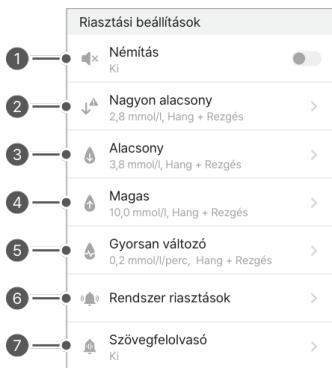 Riasztási beállítások
1 Némítás
Ki
2 Nagyon alacsony
2,8 mmol/l, Hang + Rezgés
3 Alacsony
3,8 mmol/l, Hang + Rezgés
4 Magas
10,0 mmol/l, Hang + Rezgés
5 Gyorsan változó
0,2 mmol/l/perc, Hang + Rezgés
6 Rendszer riasztások
7 Szövegfelolvasó
Ki